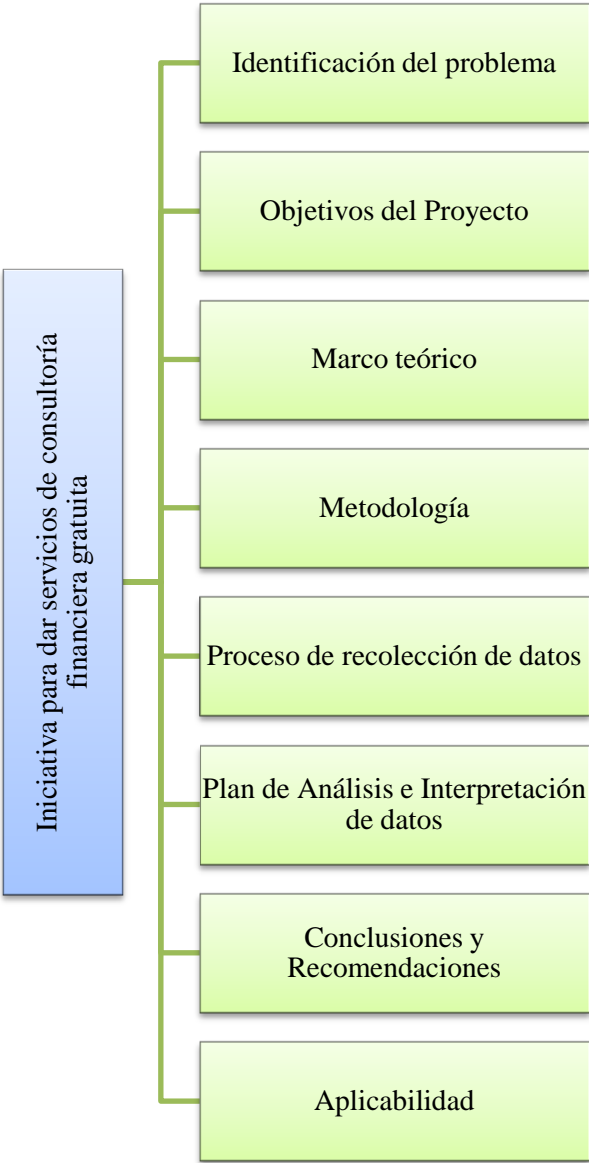 Iniciativa para dar servicios de consultoría
financiera gratuita
Identificación del problema
Objetivos del Proyecto
Marco teórico
Metodología
Proceso de recolección de datos
Plan de Análisis e Interpretación
de datos
Conclusiones y
Recomendaciones
Aplicabilidad